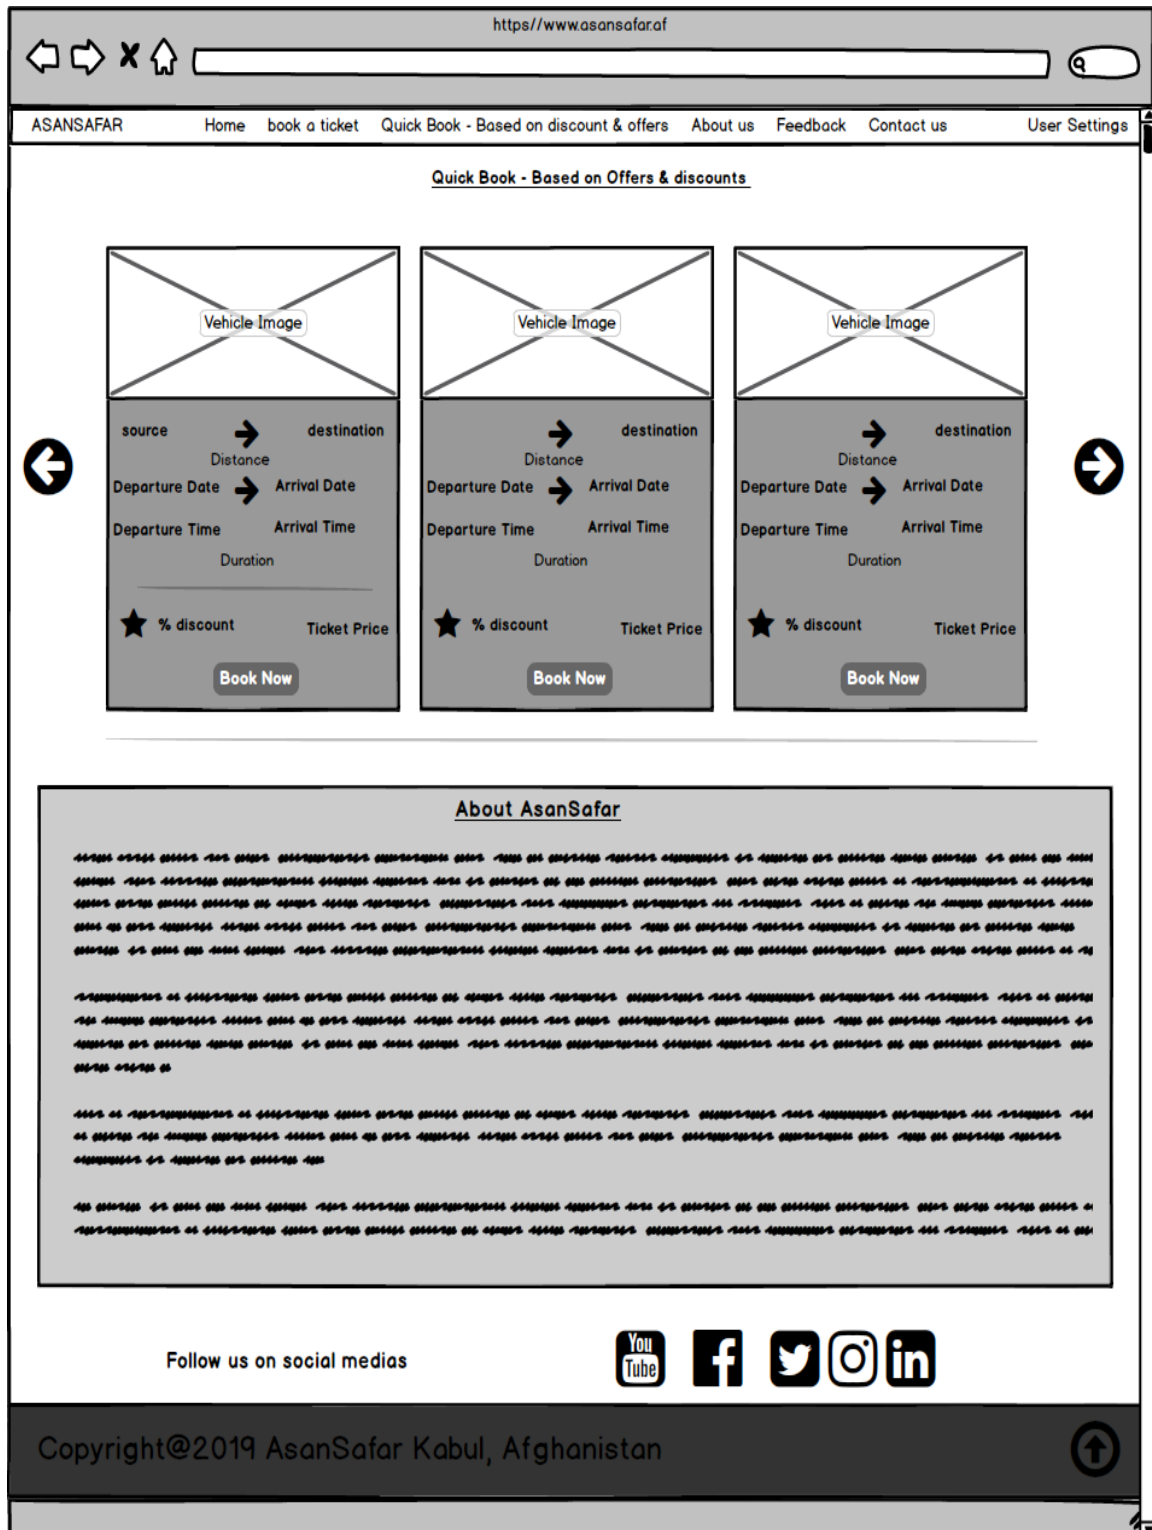 https//www.asansafar.af
ASANSAFAR Home book a ticket Quick Book - Based on discount & offers About us Feedback Contact us User Settings
Quick Book - Based on Offers & discounts
Vehicle Image Vehicle Image Vehicle Image
source destination destination destination
Distance Distance Distance
Departure Date Arrival Date Departure Date Arrival Date Departure Date Arrival Date
Departure Time Arrival Time Departure Time Arrival Time Departure Time Arrival Time
Duration Duration Duration
% discount Ticket Price % discount Ticket Price % discount Ticket Price
Book Now Book Now Book Now
About AsanSafar
Follow us on social medias You Tube f in
Copyright@2019 AsanSafar Kabul, Afghanistan